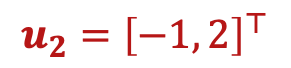 u₂ = [−1, 2]ᵀ